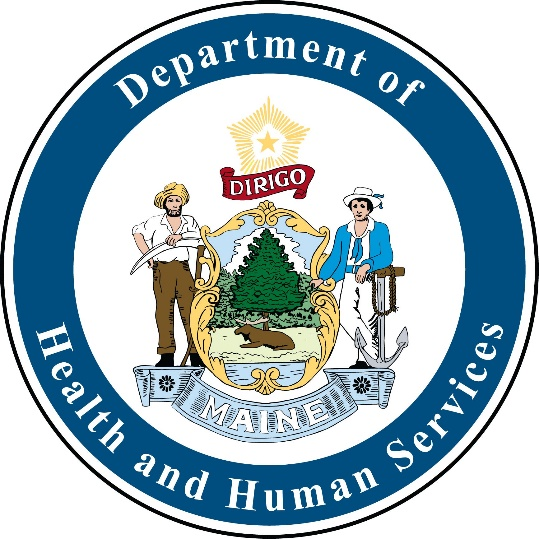 Department of
DIRIGO
MAINE
Health and Human Services